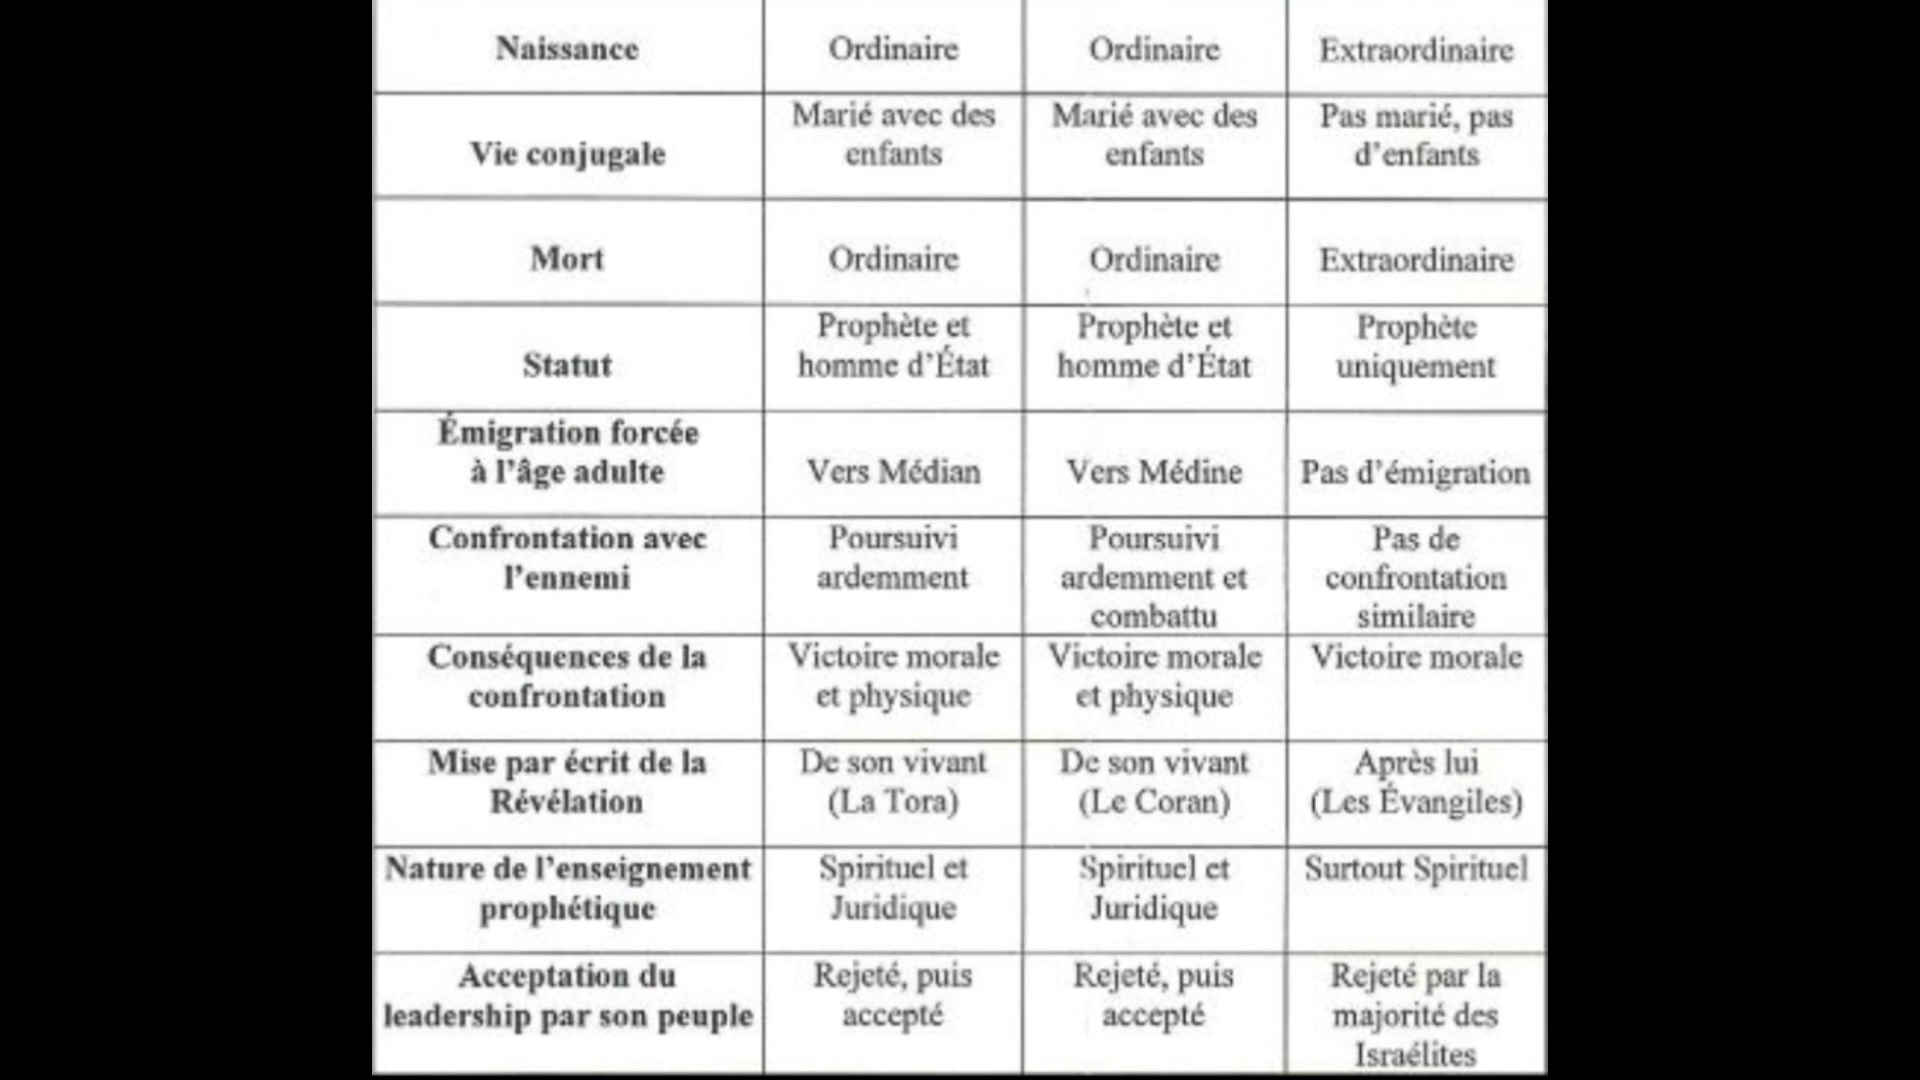 Naissance
Ordinaire
Ordinaire
Extraordinaire
Vie conjugale
Marié avec des
enfants
Marié avec des
enfants
Pas marié, pas
d'enfants
Mort
Ordinaire
Ordinaire
Extraordinaire
Statut
Prophète et
homme d'État
Prophète et
homme d'État
Prophète
uniquement
Émigration forcée
à l'âge adulte
Vers Médian
Vers Médine
Pas d'émigration
Confrontation avec
l'ennemi
Poursuivi
ardemment
Poursuivi
ardemment et
combattu
Pas de
confrontation
similaire
Conséquences de la
confrontation
Victoire morale
et physique
Victoire morale
et physique
Victoire morale
Mise par écrit de la
Révélation
De son vivant
(La Tora)
De son vivant
(Le Coran)
Après lui
(Les Évangiles)
Nature de l'enseignement
prophétique
Spirituel et
Juridique
Spirituel et
Juridique
Surtout Spirituel
Acceptation du
leadership par son peuple
Rejeté, puis
accepté
Rejeté, puis
accepté
Rejeté par la
majorité des
Israélites